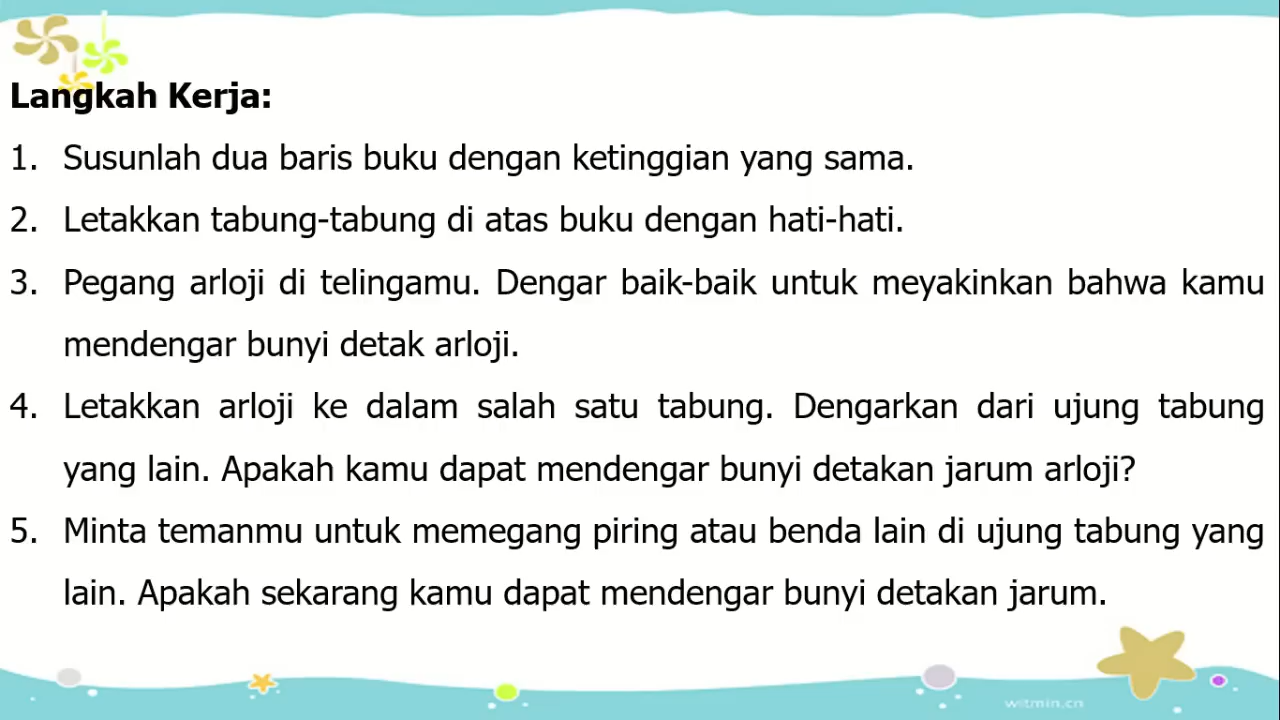 Langkah Kerja:
1. Susunlah dua baris buku dengan ketinggian yang sama.
2. Letakkan tabung-tabung di atas buku dengan hati-hati.
3. Pegang arloji di telingamu. Dengar baik-baik untuk meyakinkan bahwa kamu
mendengar bunyi detak arloji.
4. Letakkan arloji ke dalam salah satu tabung. Dengarkan dari ujung tabung
yang lain. Apakah kamu dapat mendengar bunyi detakan jarum arloji?
5. Minta temanmu untuk memegang piring atau benda lain di ujung tabung yang
lain. Apakah sekarang kamu dapat mendengar bunyi detakan jarum.
witmin.cn